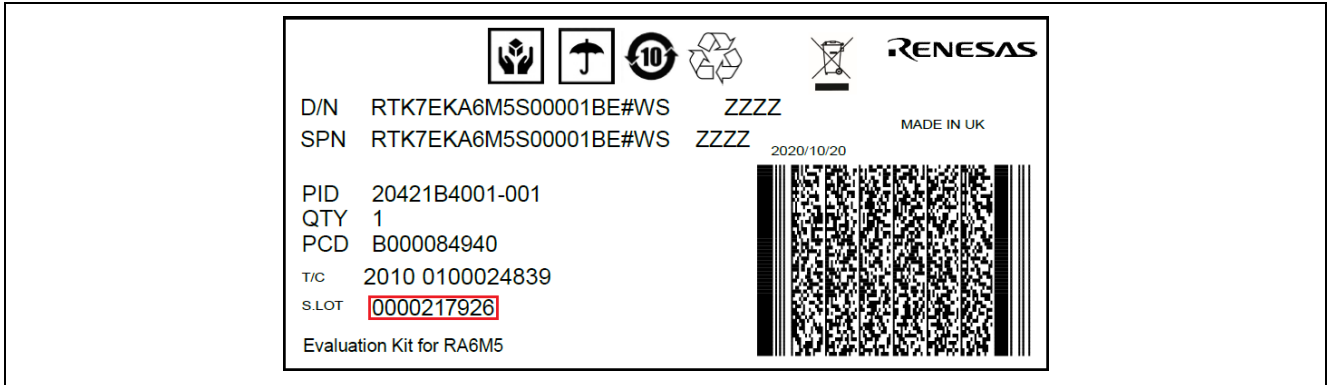 10
RENESAS
D/N RTK7EKA6M5S00001BE#WS ZZZZ
MADE IN UK
SPN RTK7EKA6M5S00001BE#WS ZZZZ
2020/10/20
PID 20421B4001-001
QTY 1
PCD B000084940
T/C 2010 0100024839
S.LOT 0000217926
Evaluation Kit for RA6M5